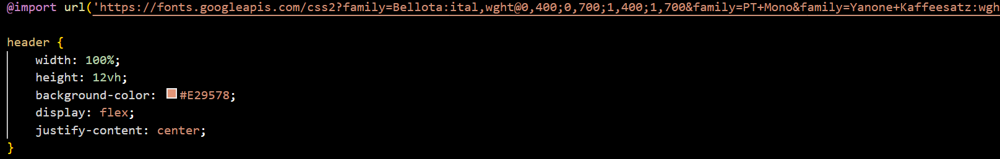 @import url('https://fonts.googleapis.com/css2?family=Bellota:ital,wght@0,400;0,700;1,400;1,700&family=PT+Mono&family=Yanone+Kaffeesatz:wgh
header {
    width: 100%;
    height: 12vh;
    background-color: #E29578;
    display: flex;
    justify-content: center;
}